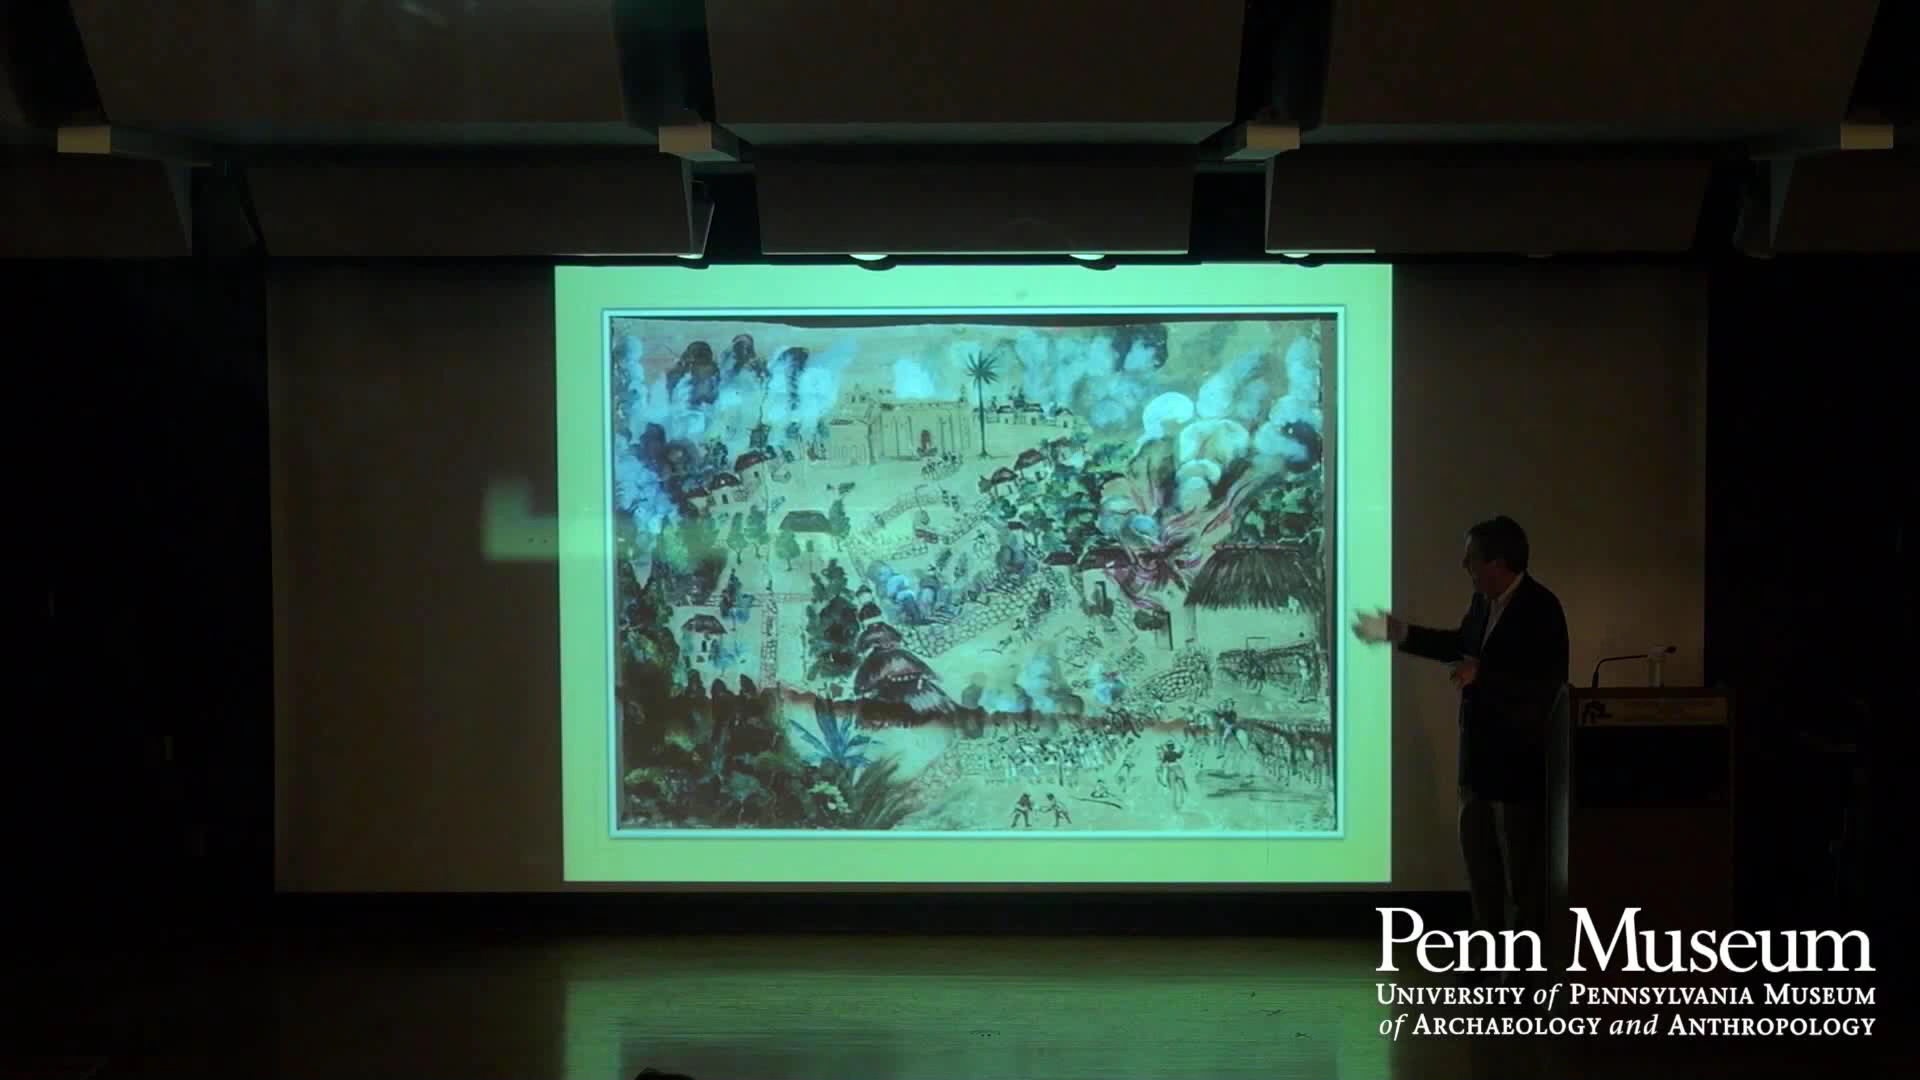 Penn Museum
University of Pennsylvania Museum
of Archaeology and Anthropology